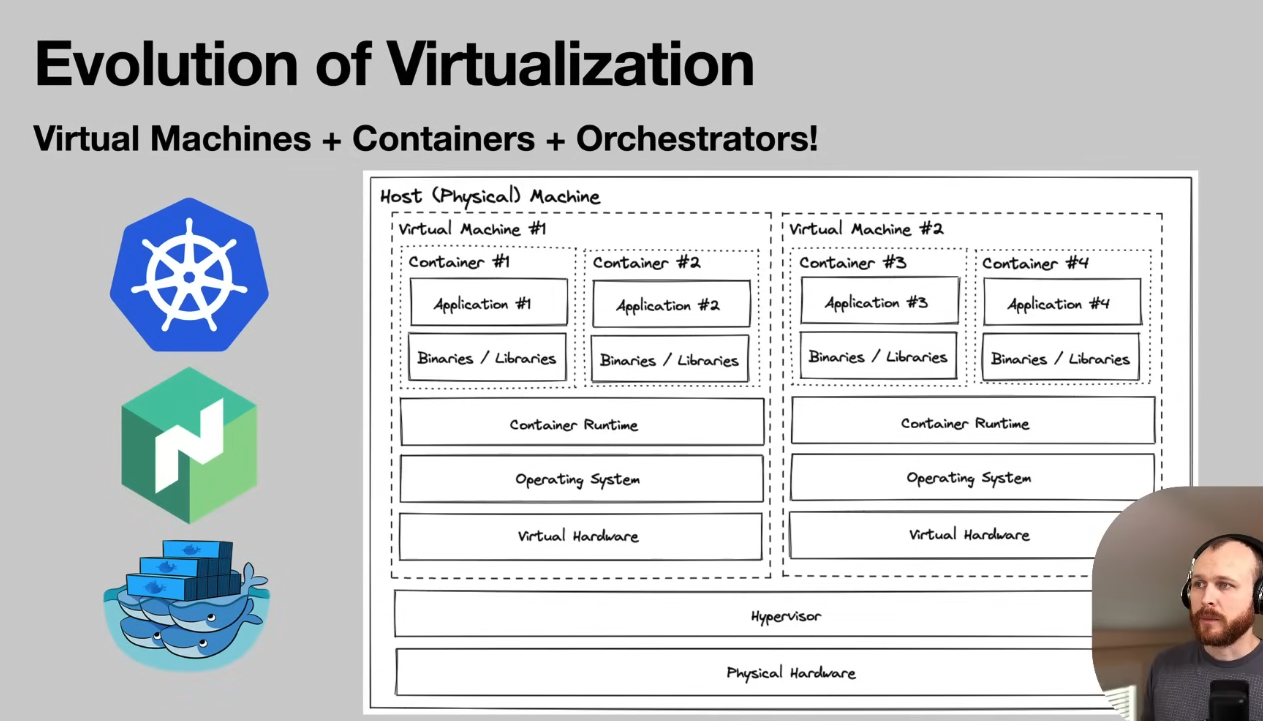 Evolution of Virtualization
Virtual Machines + Containers + Orchestrators!
Host (Physical) Machine
Virtual Machine #1
Container #1
Application #1
Binaries / Libraries
Container #2
Application #2
Binaries / Libraries
Container Runtime
Operating System
Virtual Hardware
Virtual Machine #2
Container #3
Application #3
Binaries / Libraries
Container #4
Application #4
Binaries / Libraries
Container Runtime
Operating System
Virtual Hardware
Hypervisor
Physical Hardware